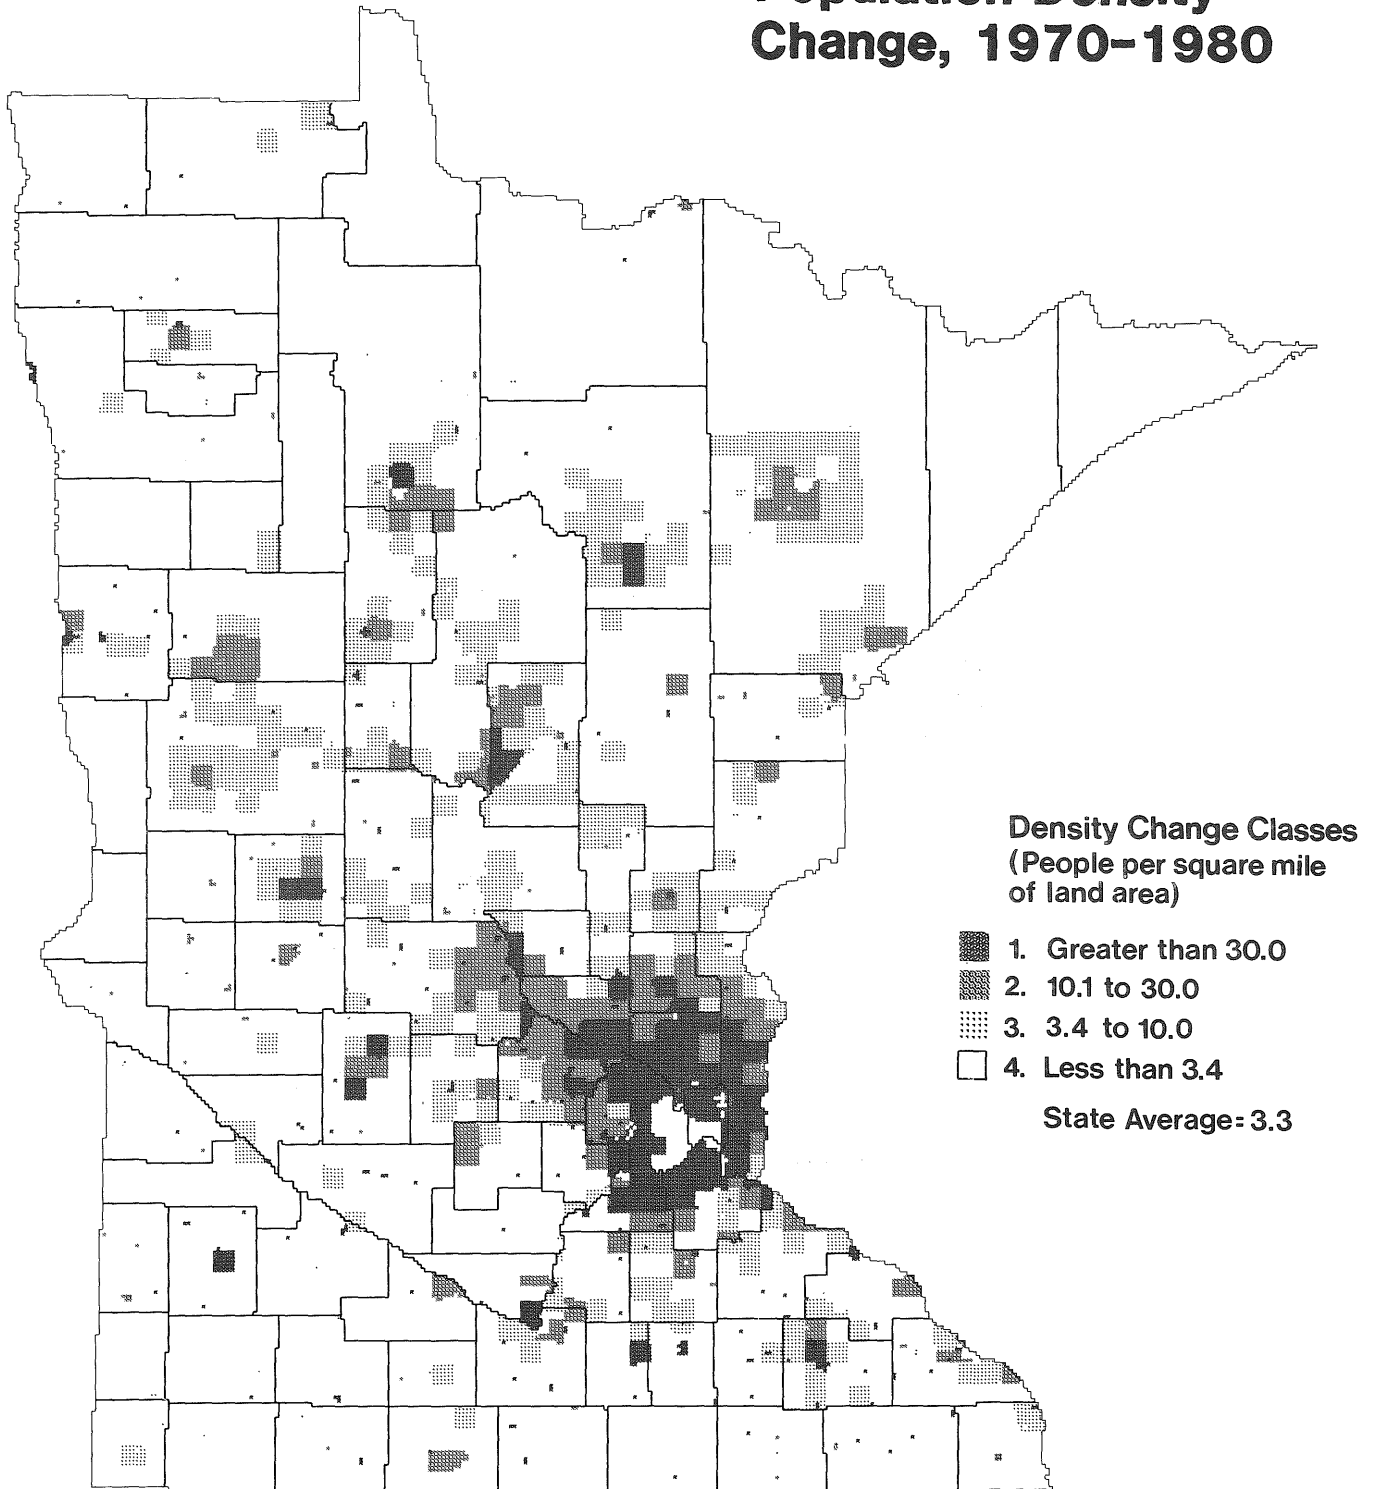 Population Density
Change, 1970-1980
Density Change Classes
(People per square mile
of land area)
1. Greater than 30.0
2. 10.1 to 30.0
3. 3.4 to 10.0
4. Less than 3.4
State Average=3.3